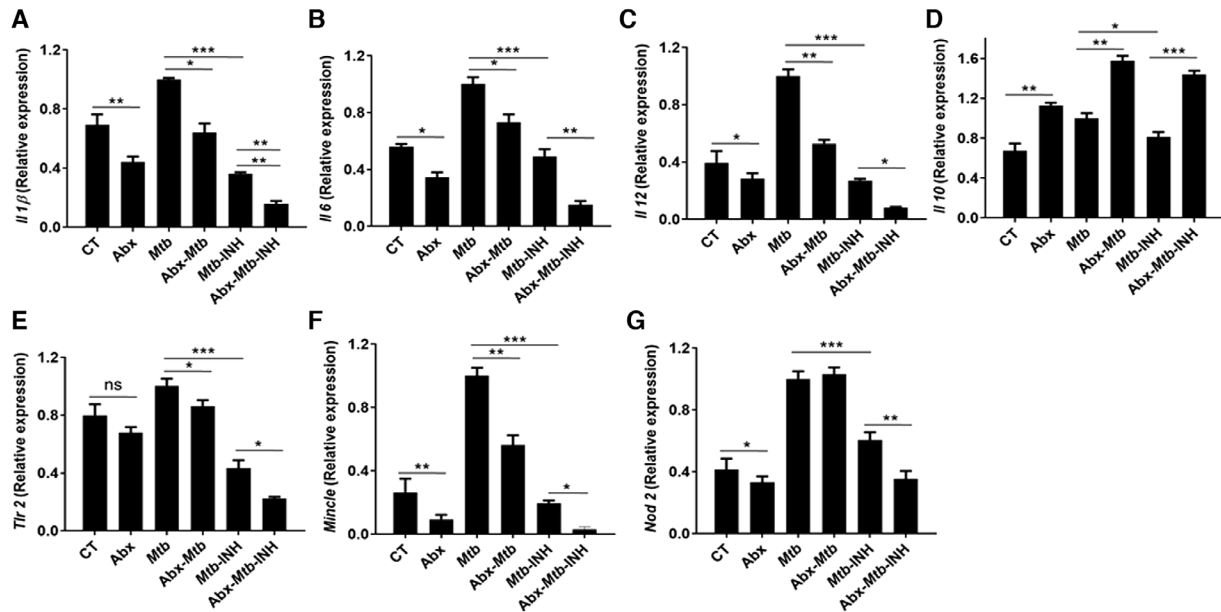 A
Il 1β (Relative expression)
1.2
0.8
0.4
0.0
**
***
*
**
**
CT
Abx
Mtb
Abx-Mtb
Mtb-INH
Abx-Mtb-INH
B
Il 6 (Relative expression)
1.2
0.8
0.4
0.0
*
***
*
**
CT
Abx
Mtb
Abx-Mtb
Mtb-INH
Abx-Mtb-INH
C
Il 12 (Relative expression)
1.2
0.8
0.4
0.0
*
***
**
*
CT
Abx
Mtb
Abx-Mtb
Mtb-INH
Abx-Mtb-INH
D
Il 10 (Relative expression)
1.6
1.2
0.8
0.4
0.0
**
*
**
***
CT
Abx
Mtb
Abx-Mtb
Mtb-INH
Abx-Mtb-INH
E
Tlr 2 (Relative expression)
1.2
0.8
0.4
0.0
ns
***
*
*
CT
Abx
Mtb
Abx-Mtb
Mtb-INH
Abx-Mtb-INH
F
Mincle (Relative expression)
1.2
0.8
0.4
0.0
**
***
**
*
CT
Abx
Mtb
Abx-Mtb
Mtb-INH
Abx-Mtb-INH
G
Nod 2 (Relative expression)
1.2
0.8
0.4
0.0
*
***
**
CT
Abx
Mtb
Abx-Mtb
Mtb-INH
Abx-Mtb-INH